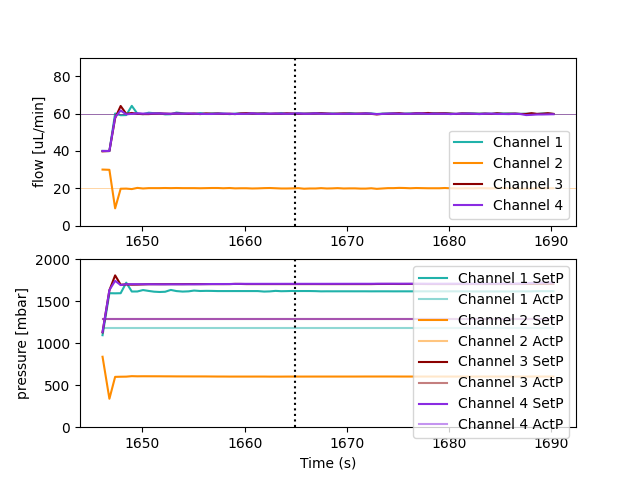 flow [uL/min]
80
60
40
20
0
1650
1660
1670
1680
1690
Channel 1
Channel 2
Channel 3
Channel 4
pressure [mbar]
2000
1500
1000
500
0
1650
1660
1670
1680
1690
Channel 1 SetP
Channel 1 ActP
Channel 2 SetP
Channel 2 ActP
Channel 3 SetP
Channel 3 ActP
Channel 4 SetP
Channel 4 ActP
Time (s)